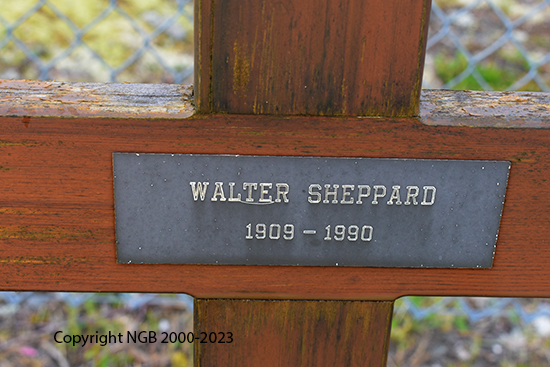 WALTER SHEPPARD
1909 – 1990
Copyright NGB 2000-2023